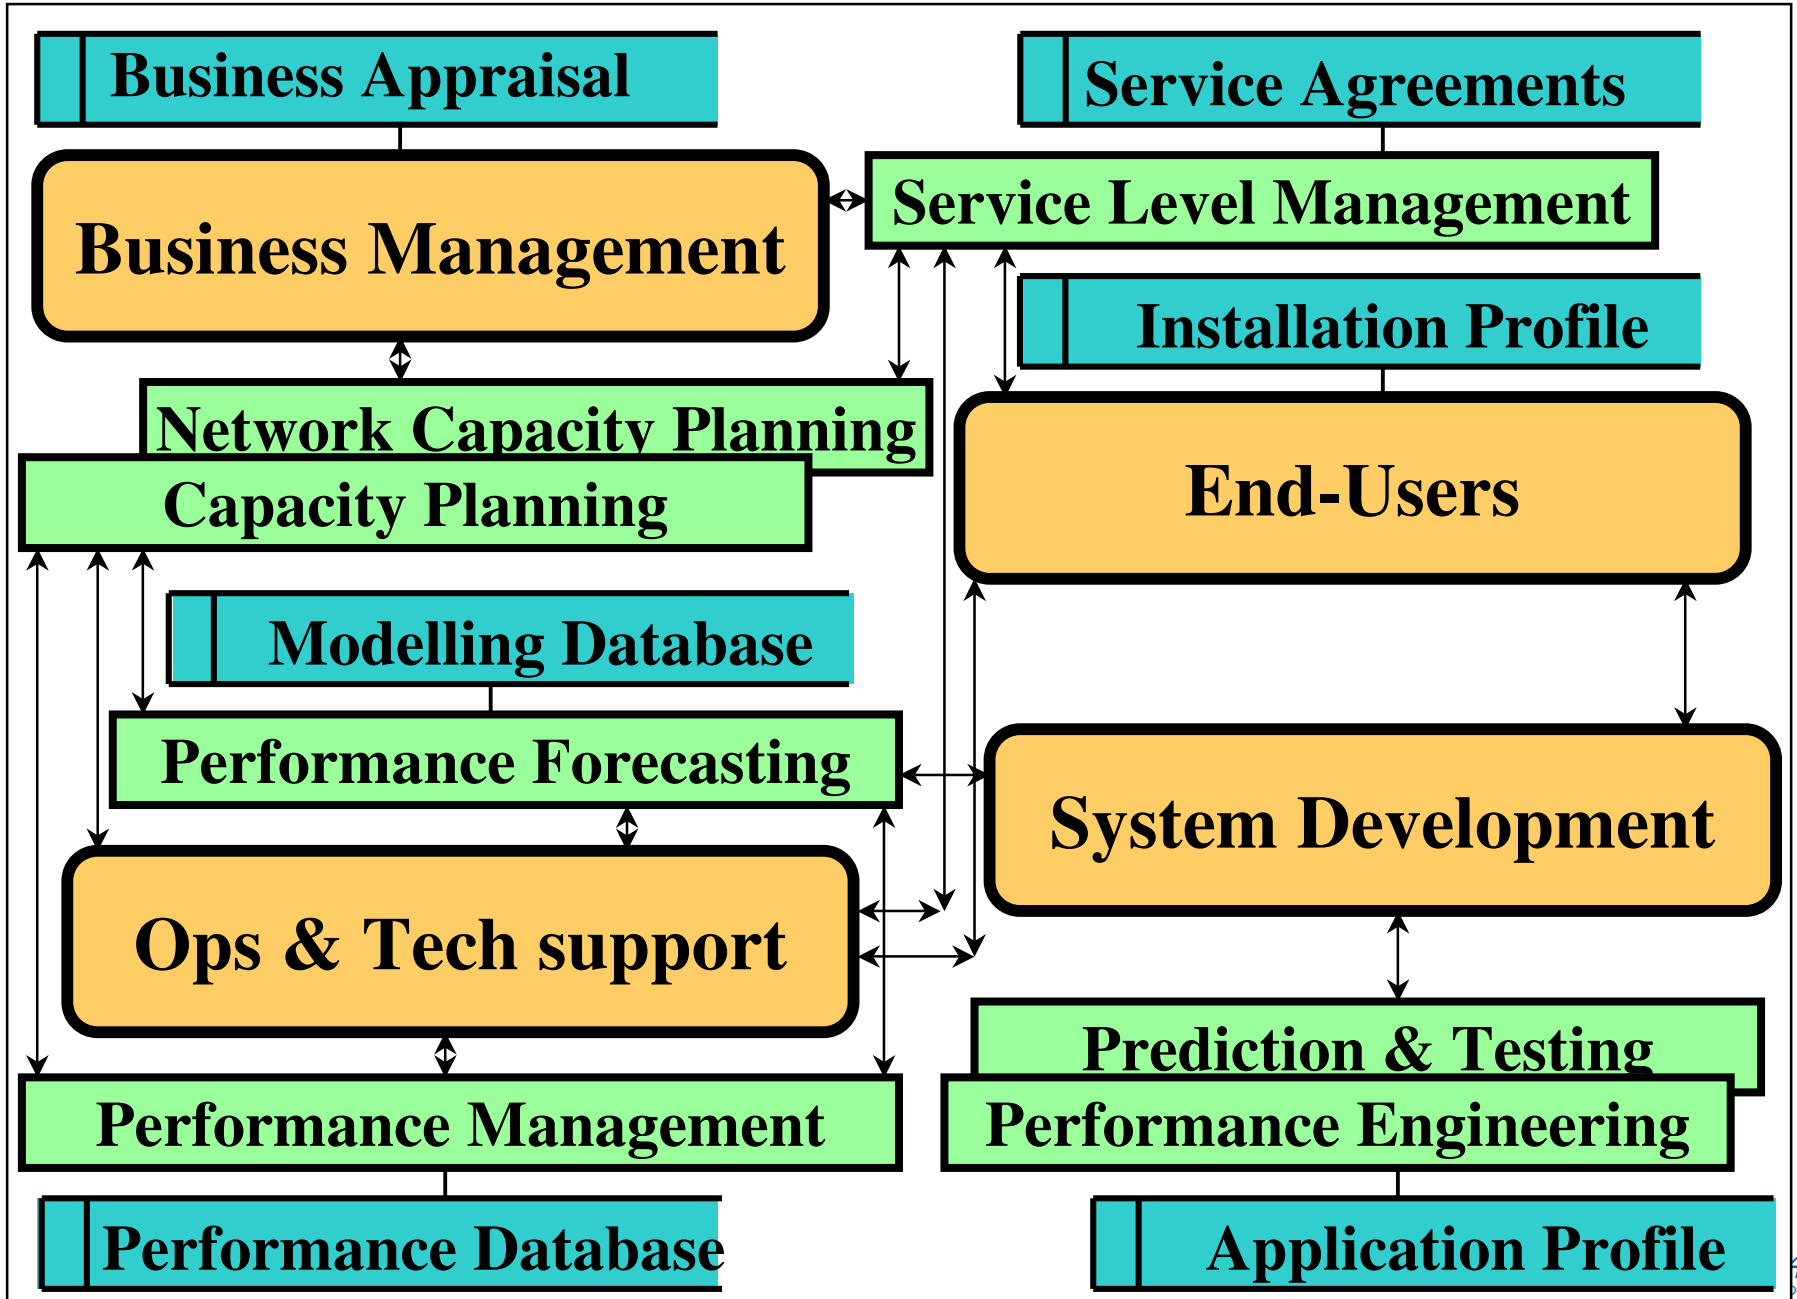 Business Appraisal
Service Agreements
Service Level Management
Business Management
Installation Profile
Network Capacity Planning
Capacity Planning
End-Users
Modelling Database
Performance Forecasting
System Development
Ops & Tech support
Prediction & Testing
Performance Management
Performance Engineering
Performance Database
Application Profile